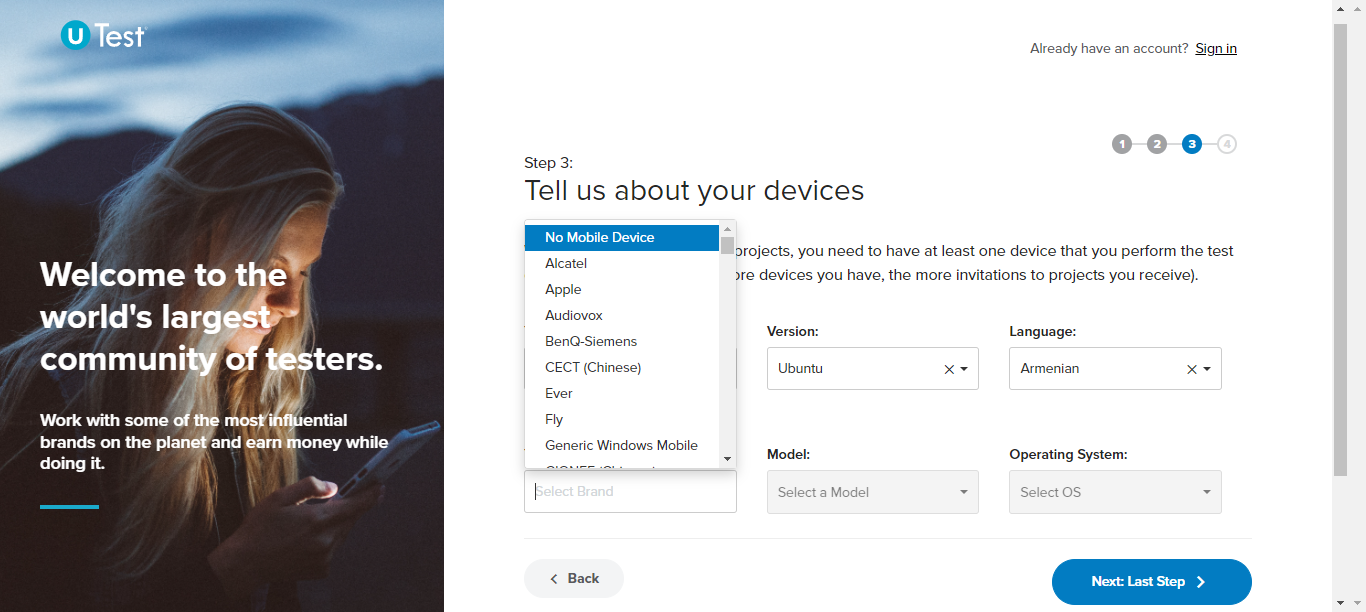 U Test
Already have an account? Sign in
1 2 3 4
Step 3:
Tell us about your devices
projects, you need to have at least one device that you perform the test
devices you have, the more invitations to projects you receive).
No Mobile Device
Alcatel
Apple
Audiovox
BenQ-Siemens
CECT (Chinese)
Ever
Fly
Generic Windows Mobile
Version:
Language:
Ubuntu
Armenian
Model:
Operating System:
Select Brand
Select a Model
Select OS
Back
Next: Last Step
Welcome to the
world's largest
community of testers.
Work with some of the most influential
brands on the planet and earn money while
doing it.